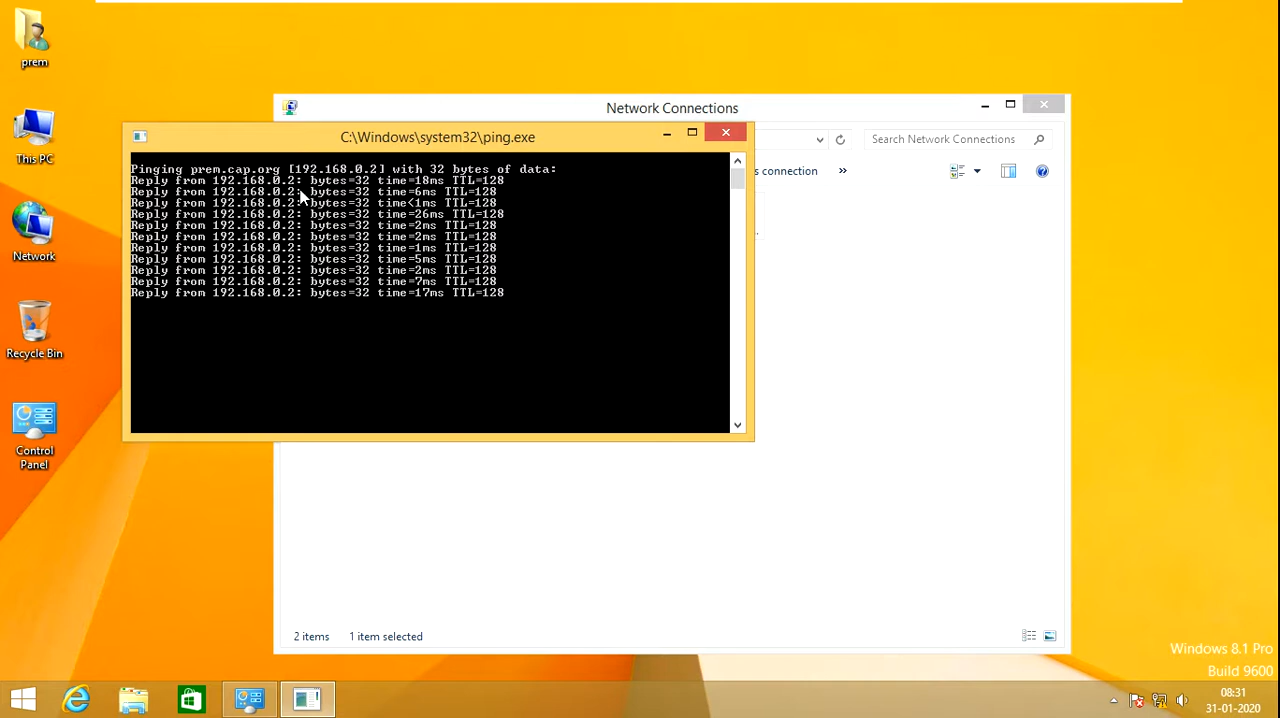 prem
This PC
Network
Recycle Bin
Control
Panel
Network Connections
Search Network Connections
s connection
»
C:\Windows\system32\ping.exe
Pinging prem.cap.org [192.168.0.2] with 32 bytes of data:
Reply from 192.168.0.2: bytes=32 time=18ms TTL=128
Reply from 192.168.0.2: bytes=32 time=6ms TTL=128
Reply from 192.168.0.2: bytes=32 time<1ms TTL=128
Reply from 192.168.0.2: bytes=32 time=26ms TTL=128
Reply from 192.168.0.2: bytes=32 time=2ms TTL=128
Reply from 192.168.0.2: bytes=32 time=2ms TTL=128
Reply from 192.168.0.2: bytes=32 time=1ms TTL=128
Reply from 192.168.0.2: bytes=32 time=5ms TTL=128
Reply from 192.168.0.2: bytes=32 time=2ms TTL=128
Reply from 192.168.0.2: bytes=32 time=7ms TTL=128
Reply from 192.168.0.2: bytes=32 time=17ms TTL=128
2 items 1 item selected
Windows 8.1 Pro
Build 9600
08:31
31-01-2020